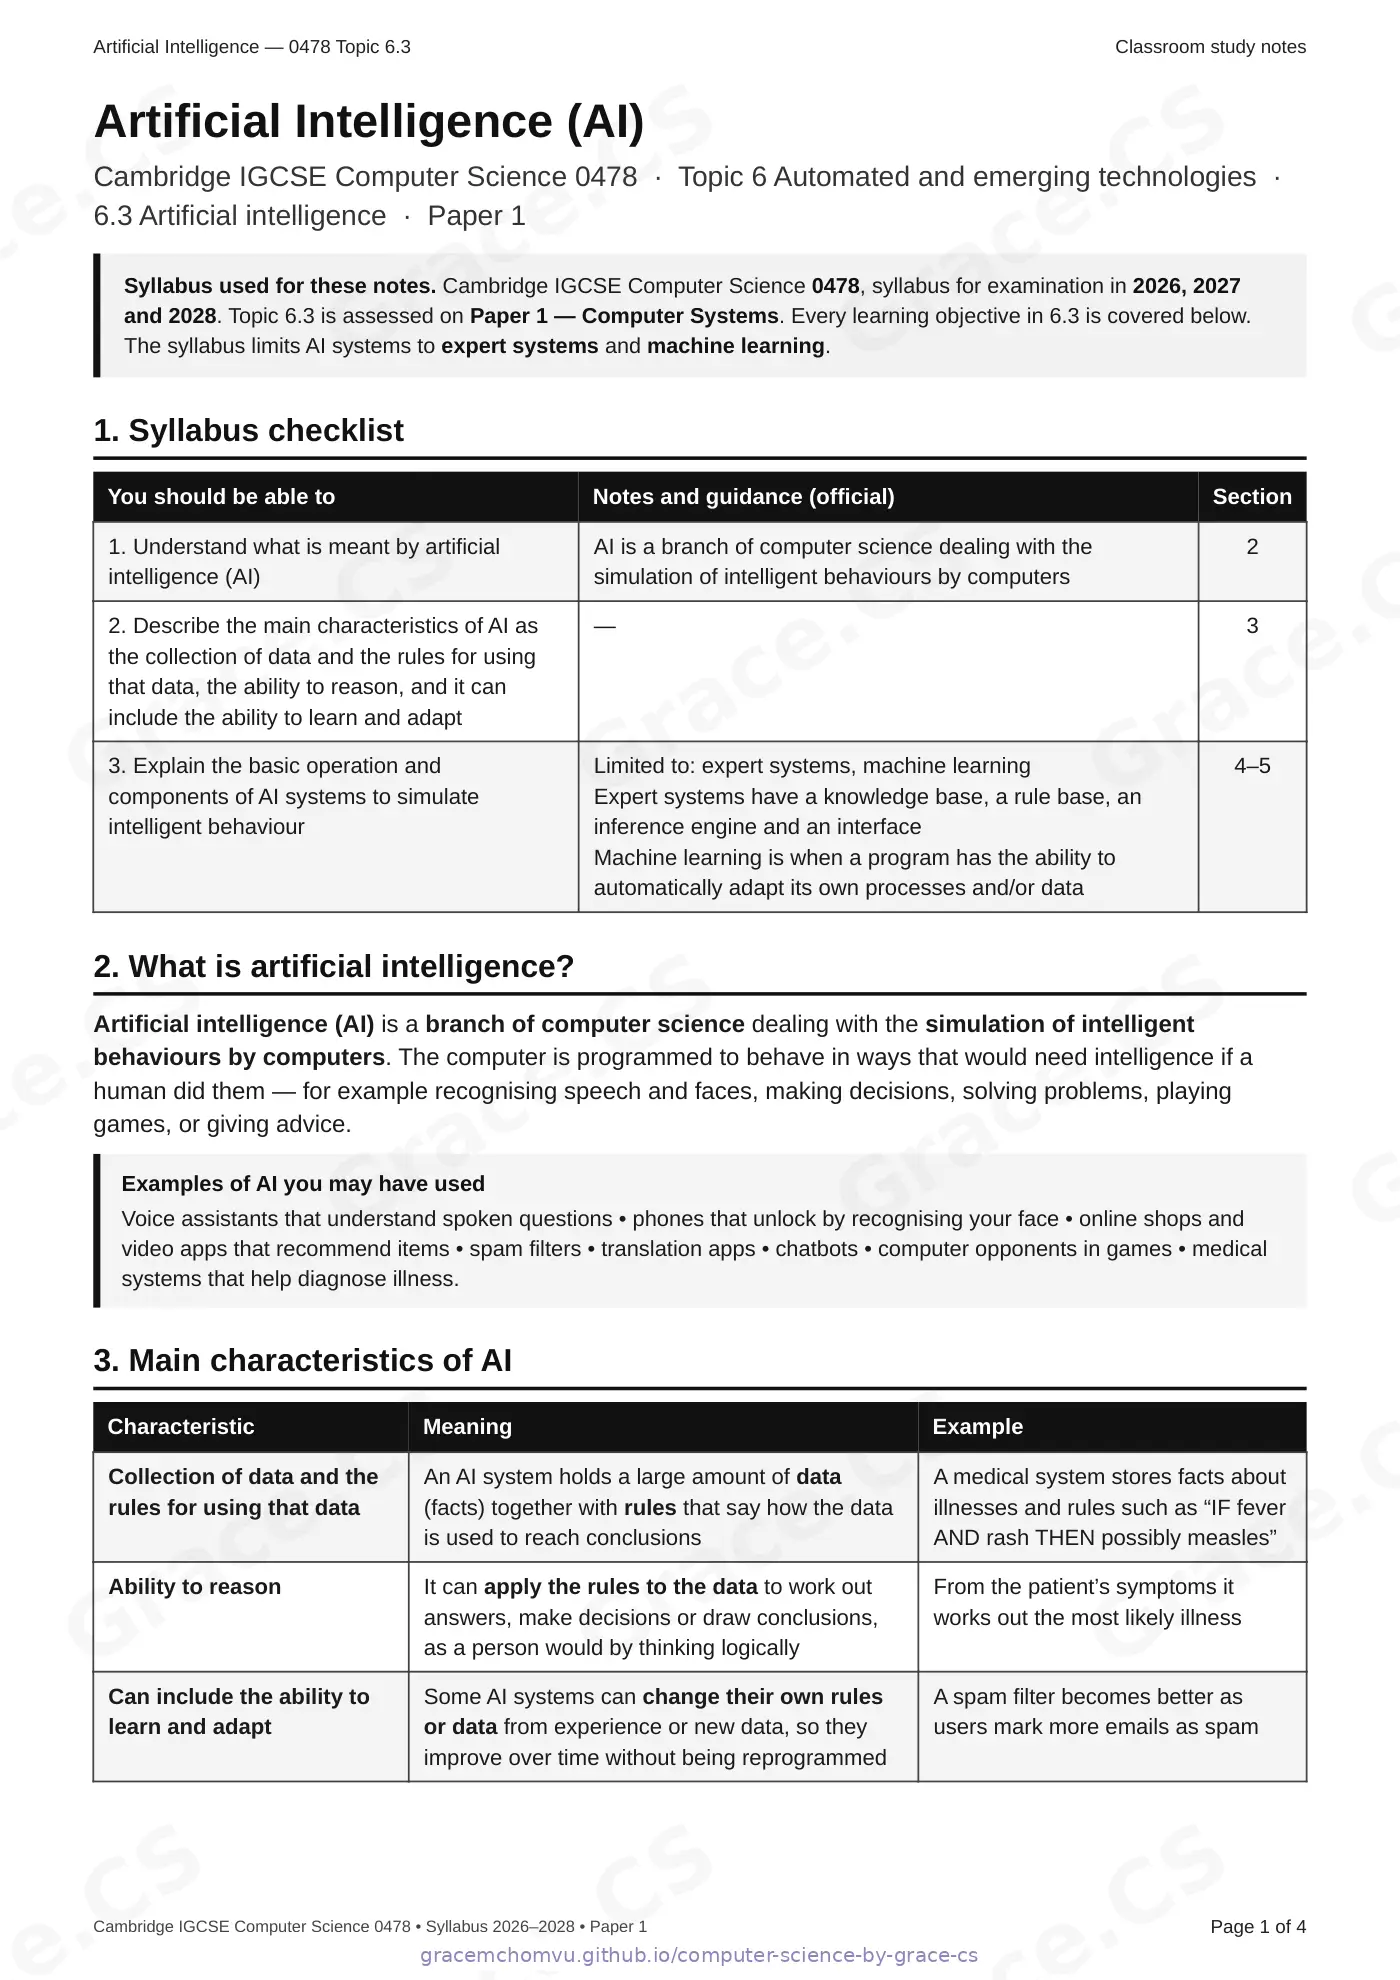 Artificial Intelligence — 0478 Topic 6.3
Classroom study notes
Artificial Intelligence (AI)
Cambridge IGCSE Computer Science 0478 · Topic 6 Automated and emerging technologies ·
6.3 Artificial intelligence · Paper 1
Syllabus used for these notes. Cambridge IGCSE Computer Science 0478, syllabus for examination in 2026, 2027
and 2028. Topic 6.3 is assessed on Paper 1 — Computer Systems. Every learning objective in 6.3 is covered below.
The syllabus limits AI systems to expert systems and machine learning.
1. Syllabus checklist
You should be able to
Notes and guidance (official)
Section
1. Understand what is meant by artificial
intelligence (AI)
AI is a branch of computer science dealing with the
simulation of intelligent behaviours by computers
2
2. Describe the main characteristics of AI as
the collection of data and the rules for using
that data, the ability to reason, and it can
include the ability to learn and adapt
—
3
3. Explain the basic operation and
components of AI systems to simulate
intelligent behaviour
Limited to: expert systems, machine learning
Expert systems have a knowledge base, a rule base, an
inference engine and an interface
Machine learning is when a program has the ability to
automatically adapt its own processes and/or data
4–5
2. What is artificial intelligence?
Artificial intelligence (AI) is a branch of computer science dealing with the simulation of intelligent
behaviours by computers. The computer is programmed to behave in ways that would need intelligence if a
human did them — for example recognising speech and faces, making decisions, solving problems, playing
games, or giving advice.
Examples of AI you may have used
Voice assistants that understand spoken questions • phones that unlock by recognising your face • online shops and
video apps that recommend items • spam filters • translation apps • chatbots • computer opponents in games • medical
systems that help diagnose illness.
3. Main characteristics of AI
Characteristic
Meaning
Example
Collection of data and the
rules for using that data
An AI system holds a large amount of data
(facts) together with rules that say how the data
is used to reach conclusions
A medical system stores facts about
illnesses and rules such as “IF fever
AND rash THEN possibly measles”
Ability to reason
It can apply the rules to the data to work out
answers, make decisions or draw conclusions,
as a person would by thinking logically
From the patient’s symptoms it
works out the most likely illness
Can include the ability to
learn and adapt
Some AI systems can change their own rules
or data from experience or new data, so they
improve over time without being reprogrammed
A spam filter becomes better as
users mark more emails as spam
Cambridge IGCSE Computer Science 0478 • Syllabus 2026–2028 • Paper 1
Page 1 of 4
gracemchomvu.github.io/computer-science-by-grace-cs
Grace.CS